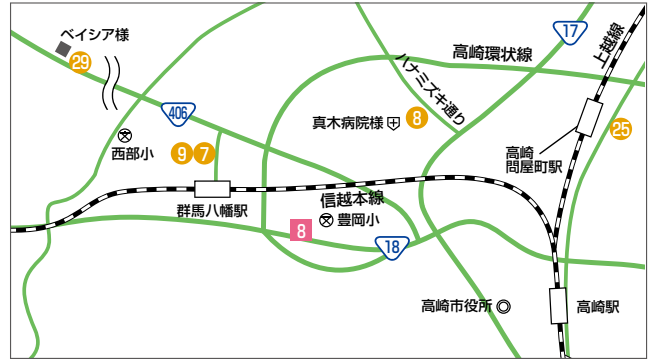 ベイシア様
29
406
西部小
9 7
群馬八幡駅
信越本線
8
豊岡小
18
真木病院様
8
ハナミズキ通り
高崎環状線
17
上越線
高崎
問屋町駅
25
高崎市役所
高崎駅